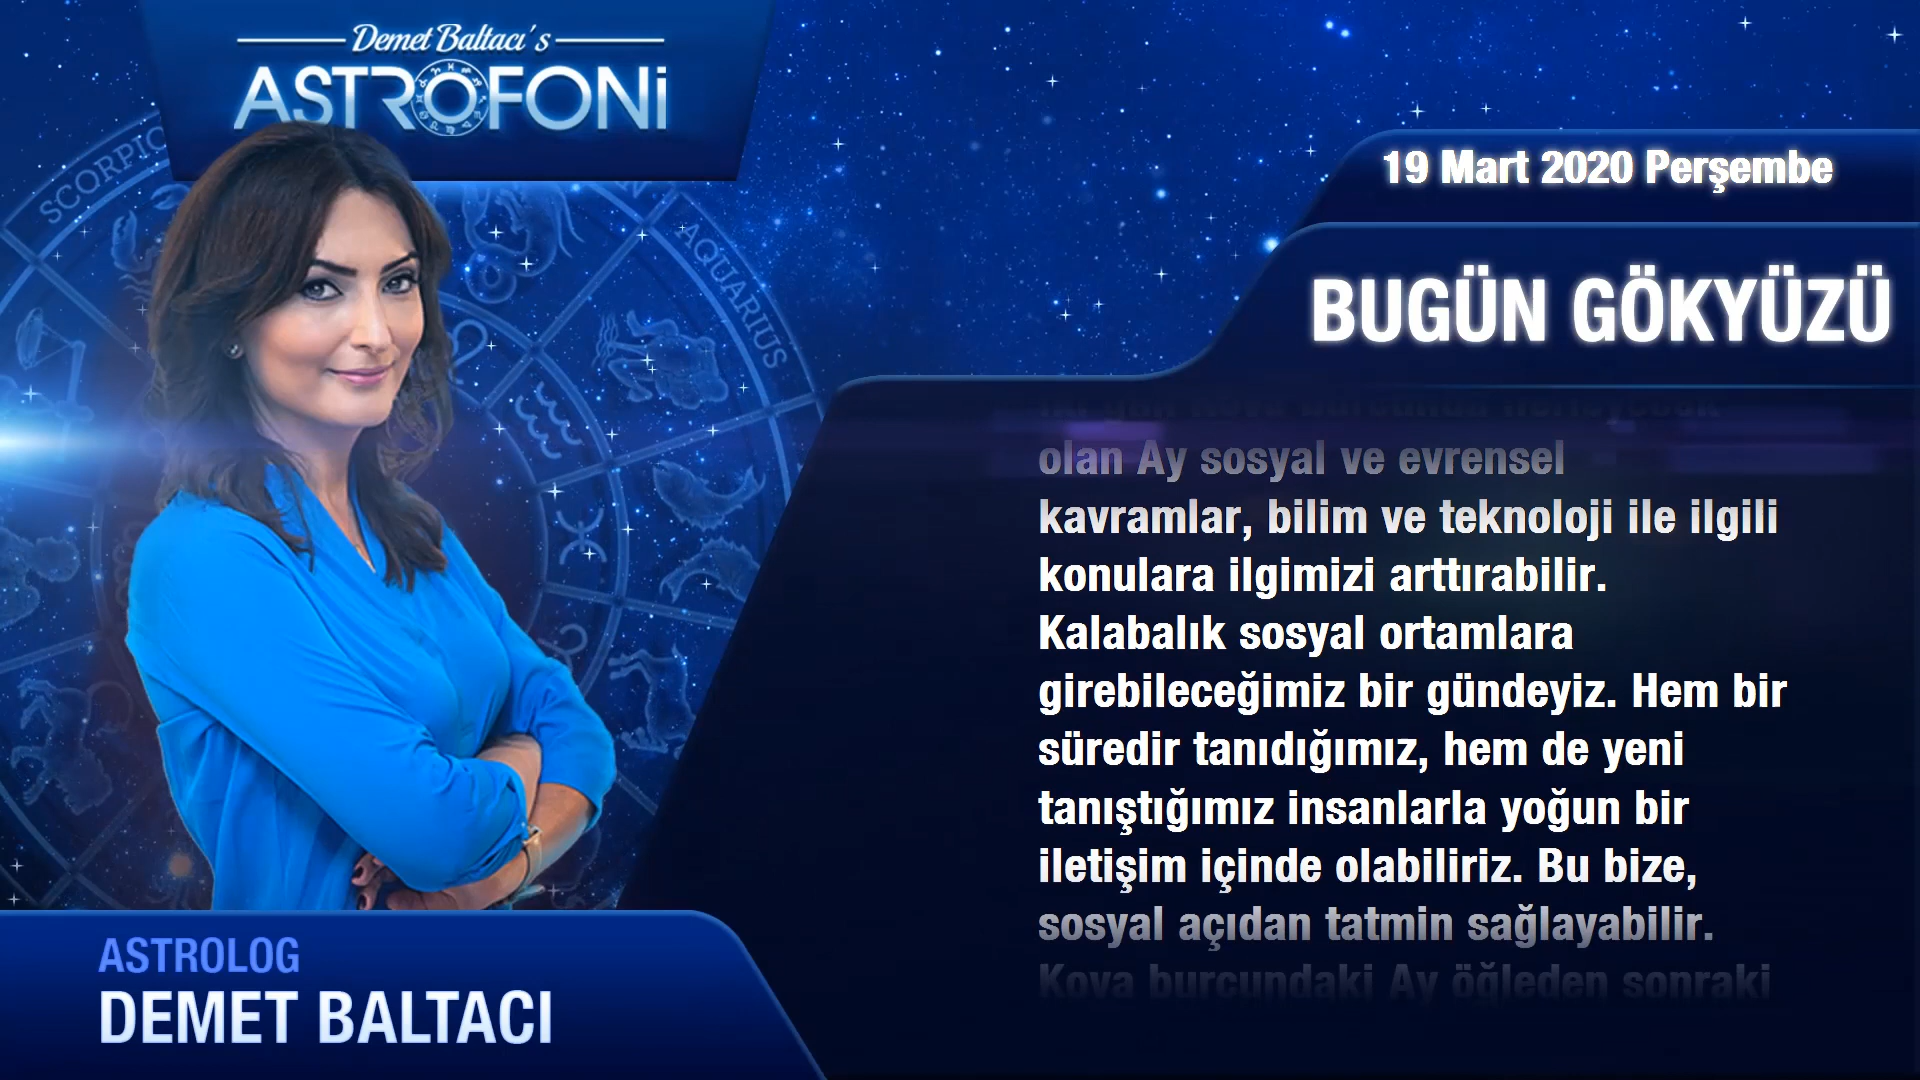 Demet Baltacı's
ASTROFONİ
SCORPIO
AQUARIUS
19 Mart 2020 Perşembe
BUGÜN GÖKYÜZÜ
olan Ay sosyal ve evrensel
kavramlar, bilim ve teknoloji ile ilgili
konulara ilgimizi arttırabilir.
Kalabalık sosyal ortamlara
girebileceğimiz bir gündeyiz. Hem bir
süredir tanıdığımız, hem de yeni
tanıştığımız insanlarla yoğun bir
iletişim içinde olabiliriz. Bu bize,
sosyal açıdan tatmin sağlayabilir.
Kova burcundaki Ay öğleden sonraki
ASTROLOG
DEMET BALTACI